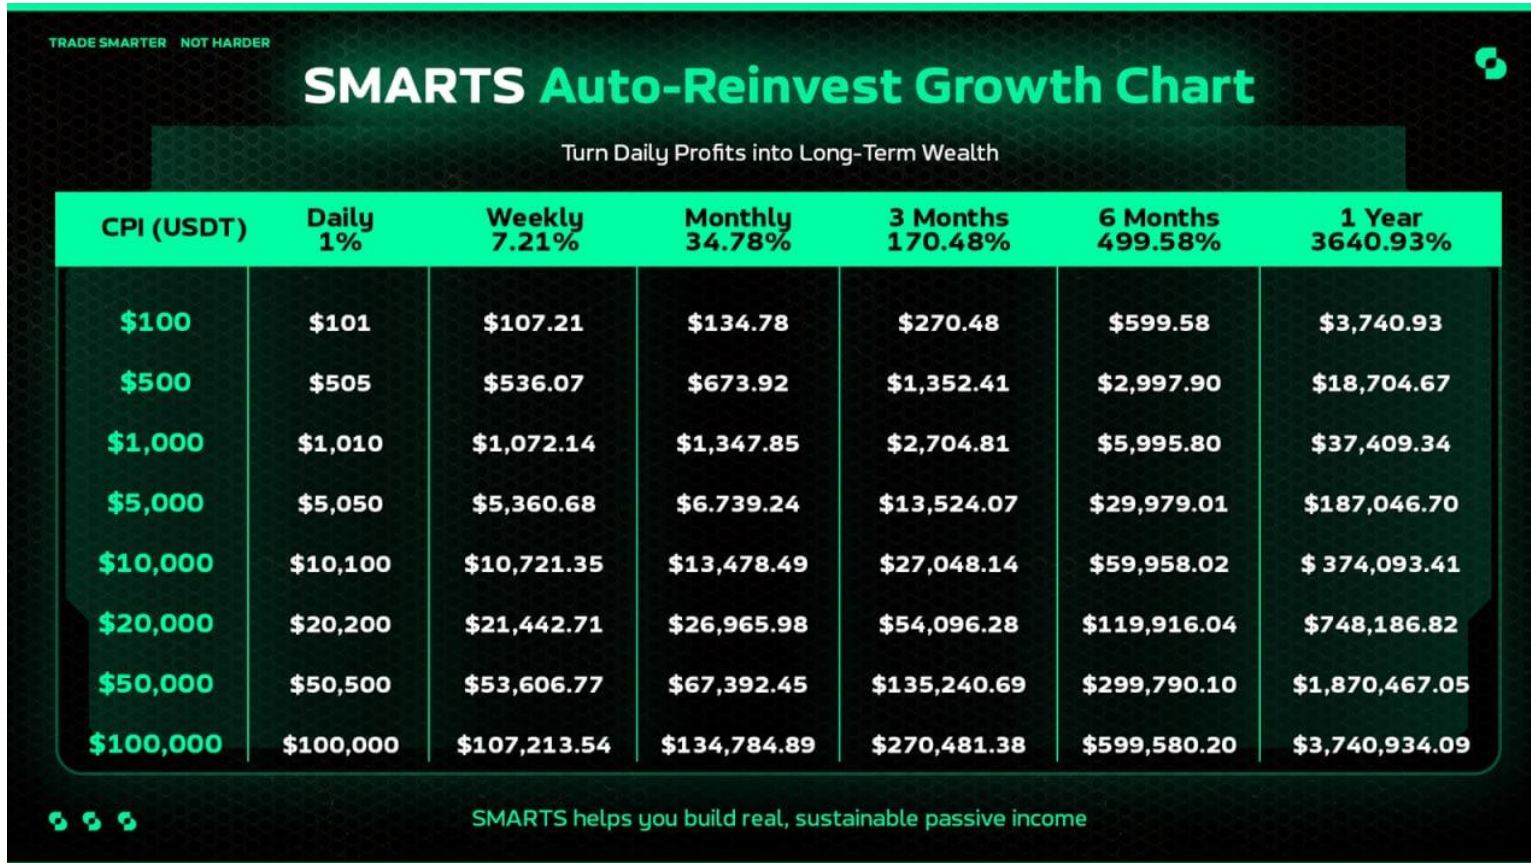 TRADE SMARTER NOT HARDER
SMARTS Auto-Reinvest Growth Chart
Turn Daily Profits into Long-Term Wealth
CPI (USDT) Daily 1% Weekly 7.21% Monthly 34.78% 3 Months 170.48% 6 Months 499.58% 1 Year 3640.93%
$100 $101 $107.21 $134.78 $270.48 $599.58 $3,740.93
$500 $505 $536.07 $673.92 $1,352.41 $2,997.90 $18,704.67
$1,000 $1,010 $1,072.14 $1,347.85 $2,704.81 $5,995.80 $37,409.34
$5,000 $5,050 $5,360.68 $6.739.24 $13,524.07 $29,979.01 $187,046.70
$10,000 $10,100 $10,721.35 $13,478.49 $27,048.14 $59,958.02 $ 374,093.41
$20,000 $20,200 $21,442.71 $26,965.98 $54,096.28 $119,916.04 $748,186.82
$50,000 $50,500 $53,606.77 $67,392.45 $135,240.69 $299,790.10 $1,870,467.05
$100,000 $100,000 $107,213.54 $134,784.89 $270,481.38 $599,580.20 $3,740,934.09
SMARTS helps you build real, sustainable passive income